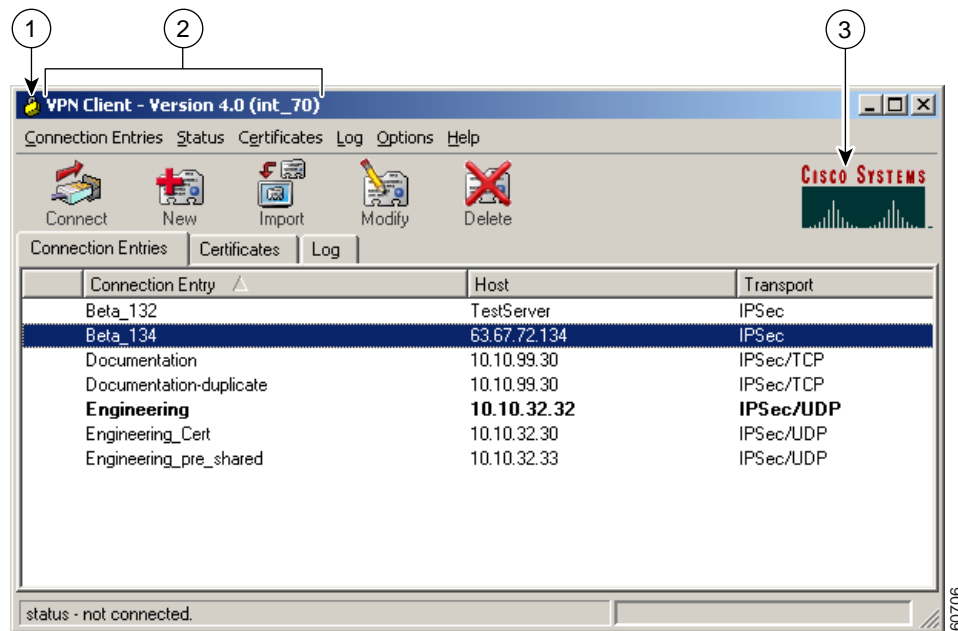 1 2 3
VPN Client - Version 4.0 (int_70)
Connection Entries Status Certificates Log Options Help
CISCO SYSTEMS
Connect New Import Modify Delete
Connection Entries Certificates Log
Connection Entry Host Transport
Beta_132 TestServer IPSec
Beta_134 63.67.72.134 IPSec
Documentation 10.10.99.30 IPSec/TCP
Documentation-duplicate 10.10.99.30 IPSec/TCP
Engineering 10.10.32.32 IPSec/UDP
Engineering_Cert 10.10.32.30 IPSec/UDP
Engineering_pre_shared 10.10.32.33 IPSec/UDP
status - not connected.
60706